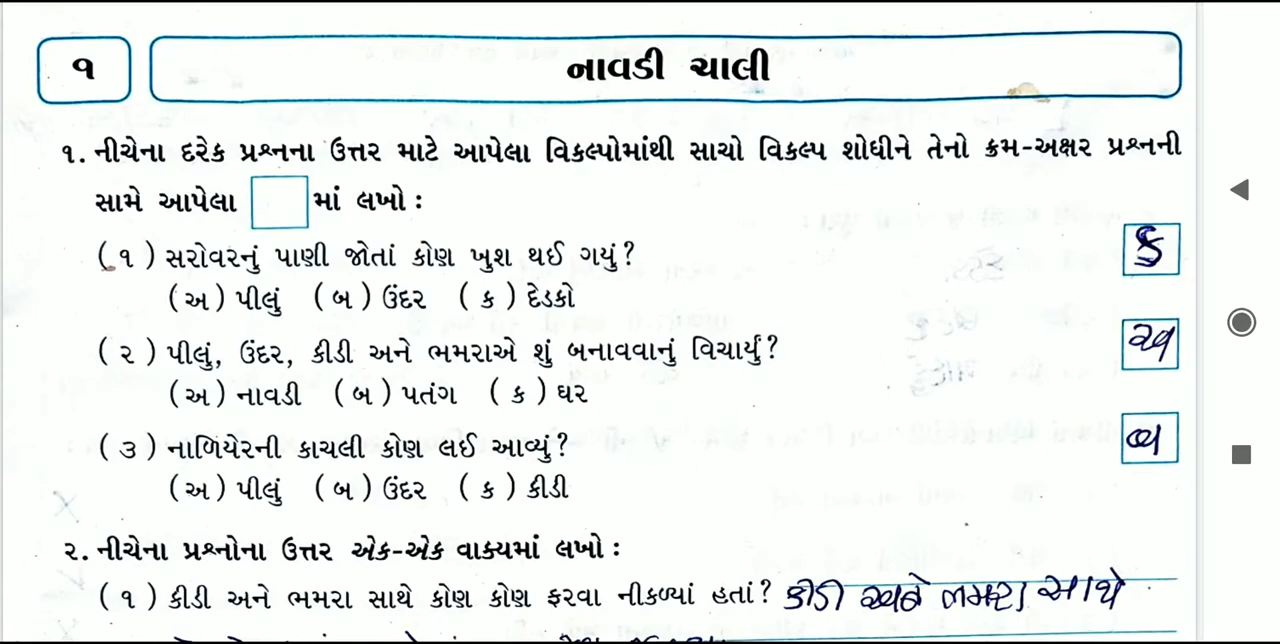 ૧ નાવડી ચાલી
૧. નીચેના દરેક પ્રશ્નના ઉત્તર માટે આપેલા વિકલ્પોમાંથી સાચો વિકલ્પ શોધીને તેનો ક્રમ-અક્ષર પ્રશ્નની
સામે આપેલા માં લખો :
(૧) સરોવરનું પાણી જોતાં કોણ ખુશ થઈ ગયું? ક
(અ) પીલું (બ) ઉંદર (ક) દેડકો
(૨) પીલું, ઉંદર, કીડી અને ભમરાએ શું બનાવવાનું વિચાર્યું? અ
(અ) નાવડી (બ) પતંગ (ક) ઘર
(૩) નાળિયેરની કાચલી કોણ લઈ આવ્યું? બ
(અ) પીલું (બ) ઉંદર (ક) કીડી
૨. નીચેના પ્રશ્નોના ઉત્તર એક-એક વાક્યમાં લખો :
(૧) કીડી અને ભમરા સાથે કોણ કોણ ફરવા નીકળ્યાં હતાં? કીડી અને ભમરા સાથે